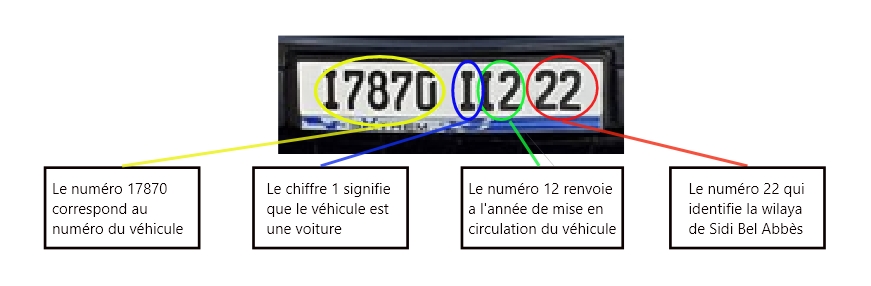 17870 112 22
Le numéro 17870
correspond au
numéro du véhicule
Le chiffre 1 signifie
que le véhicule est
une voiture
Le numéro 12 renvoie
a l'année de mise en
circulation du véhicule
Le numéro 22 qui
identifie la wilaya
de Sidi Bel Abbès